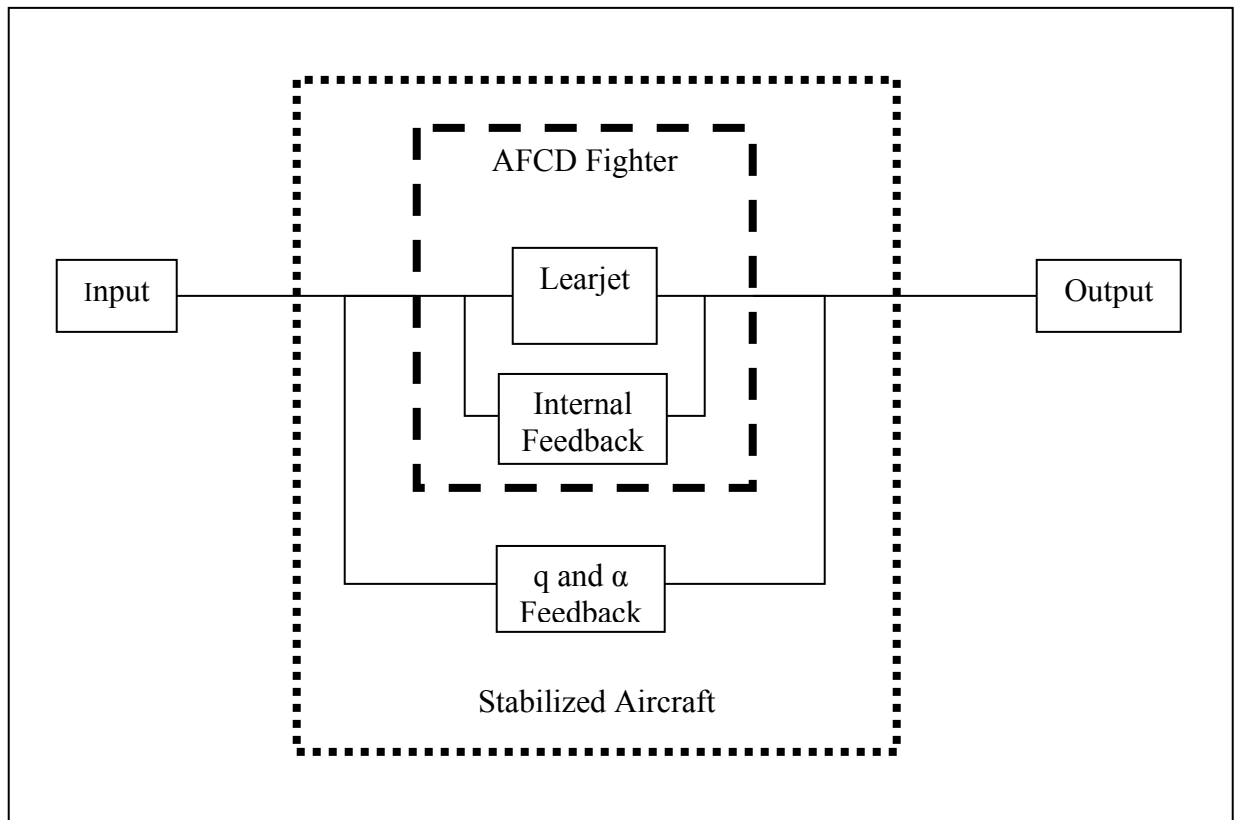 AFCD Fighter
Input
Learjet
Output
Internal
Feedback
q and α
Feedback
Stabilized Aircraft